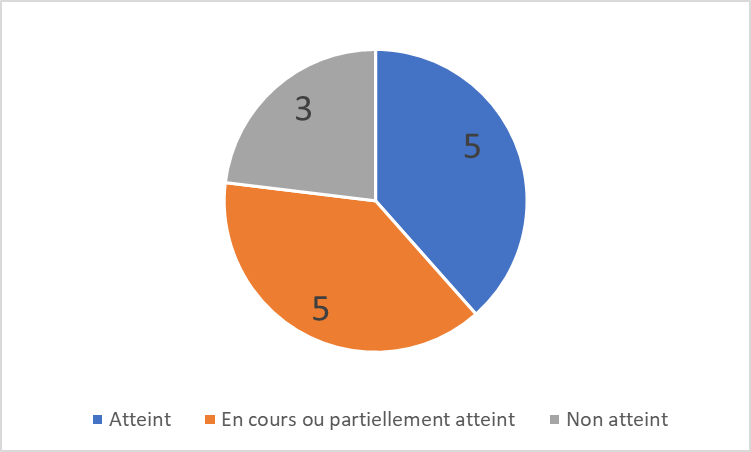 3
5
5
Atteint
En cours ou partiellement atteint
Non atteint